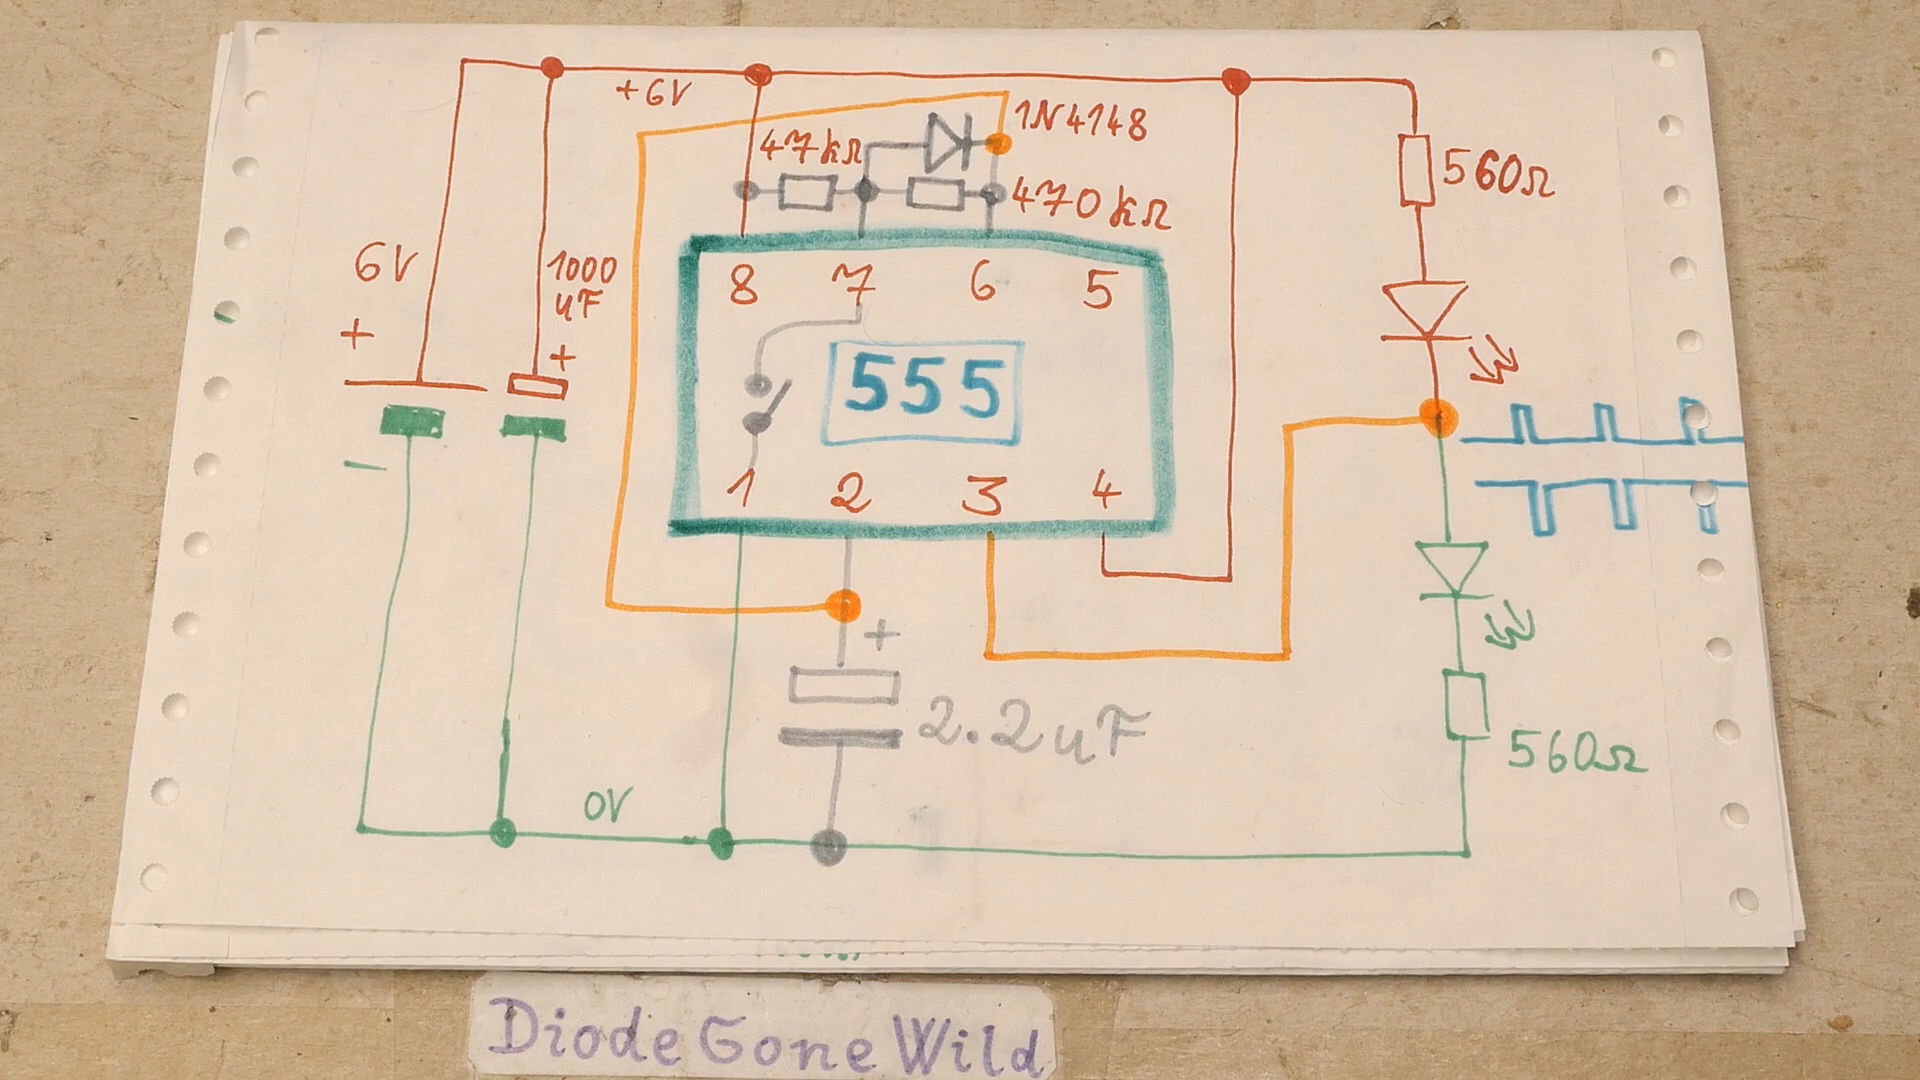 +6V
1N4148
47kΩ
560Ω
470kΩ
6V
+
1000
uF
+
8 7 6 5
555
1 2 3 4
−
+
2.2uF
560Ω
0V
Diode Gone Wild